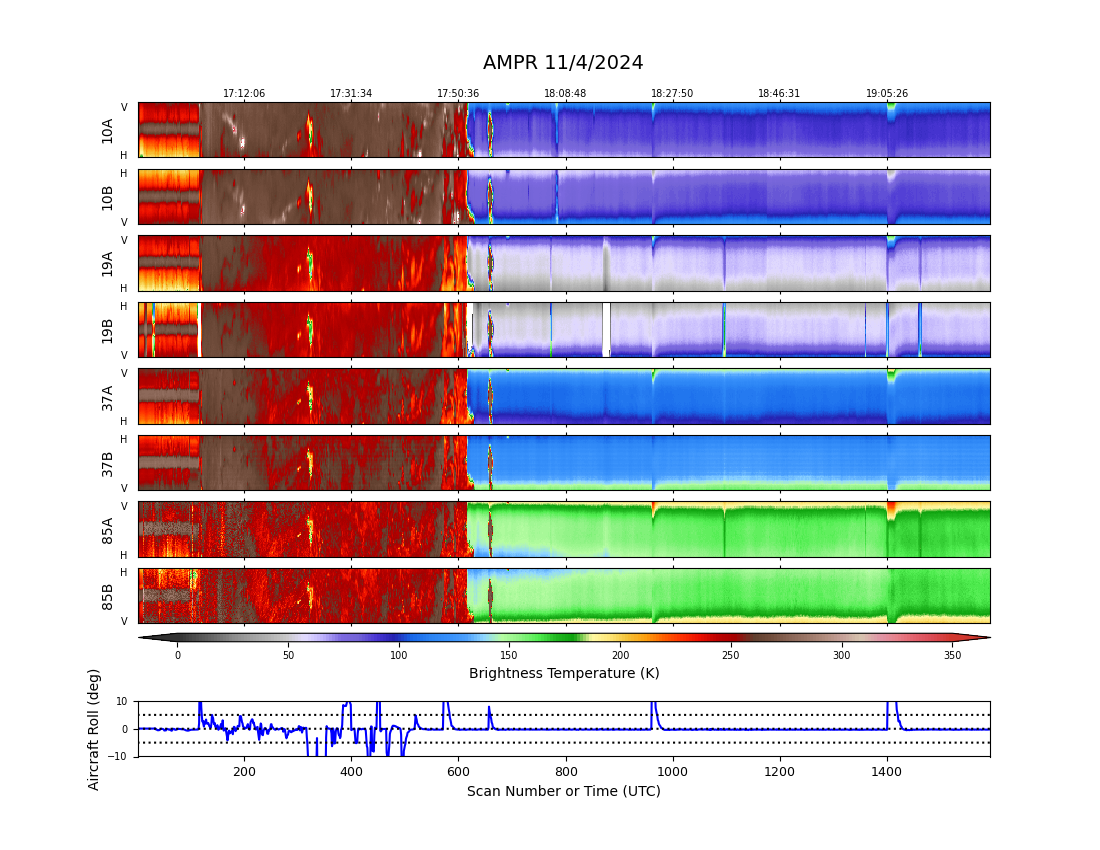 AMPR 11/4/2024
17:12:06 17:31:34 17:50:36 18:08:48 18:27:50 18:46:31 19:05:26
V
10A
H
H
10B
V
V
19A
H
H
19B
V
V
37A
H
H
37B
V
V
85A
H
H
85B
V
0 50 100 150 200 250 300 350
Brightness Temperature (K)
Aircraft Roll (deg)
10
0
−10
200 400 600 800 1000 1200 1400
Scan Number or Time (UTC)